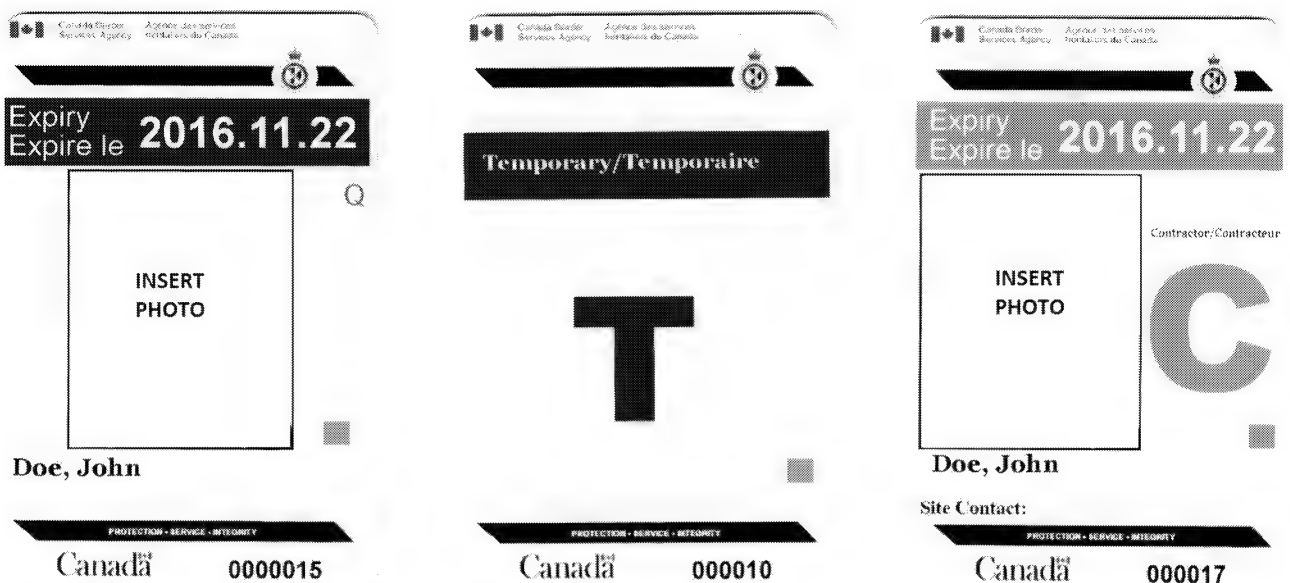 Canada Border Services Agency
Agence des services frontaliers du Canada
Expiry
Expire le 2016.11.22
Q
INSERT
PHOTO
Doe, John
PROTECTION • SERVICE • INTEGRITY
Canada 0000015
Canada Border Services Agency
Agence des services frontaliers du Canada
Temporary/Temporaire
T
PROTECTION • SERVICE • INTEGRITY
Canada 000010
Canada Border Services Agency
Agence des services frontaliers du Canada
Expiry
Expire le 2016.11.22
Contractor/Contracteur
INSERT
PHOTO
C
Doe, John
Site Contact:
PROTECTION • SERVICE • INTEGRITY
Canada 000017